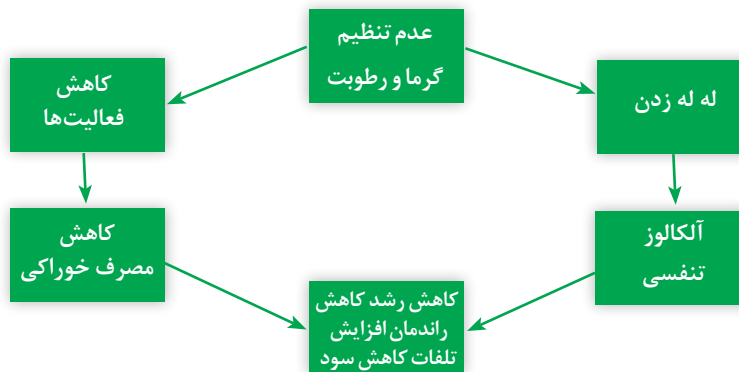 عدم تنظیم
گرما و رطوبت
له له زدن
کاهش
فعالیت‌ها
آلکالوز
تنفسی
کاهش
مصرف خوراکی
کاهش رشد کاهش
راندمان افزایش
تلفات کاهش سود